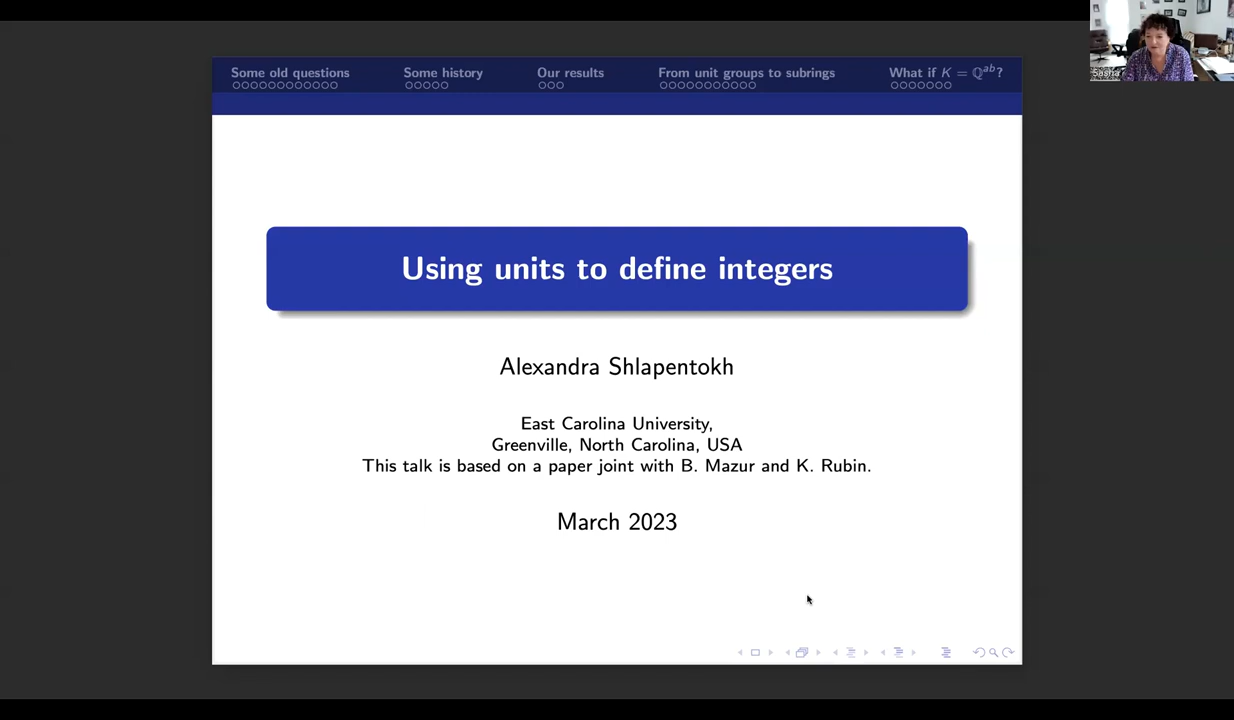 Some old questions
Some history
Our results
From unit groups to subrings
What if K = ℚᵃᵇ?
Sasha
Using units to define integers
Alexandra Shlapentokh
East Carolina University,
Greenville, North Carolina, USA
This talk is based on a paper joint with B. Mazur and K. Rubin.
March 2023